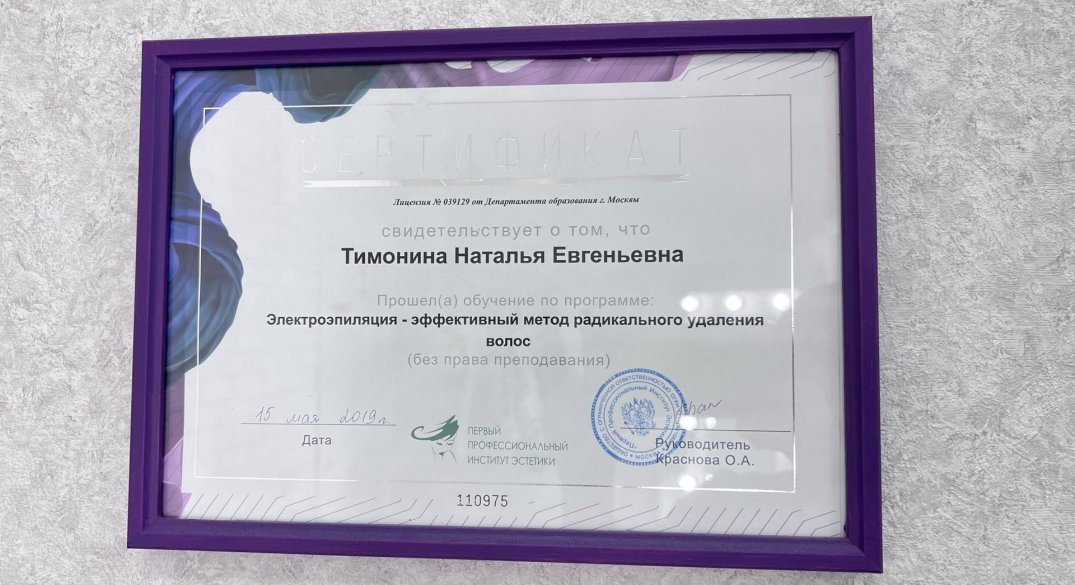 СЕРТИФИКАТ
Лицензия № 039129 от Департамента образования г. Москвы
свидетельствует о том, что
Тимонина Наталья Евгеньевна
Прошел(а) обучение по программе:
Электроэпиляция - эффективный метод радикального удаления
волос
(без права преподавания)
15 мая 2019г.
Дата
ПЕРВЫЙ
ПРОФЕССИОНАЛЬНЫЙ
ИНСТИТУТ ЭСТЕТИКИ
Руководитель
Краснова О.А.
110975